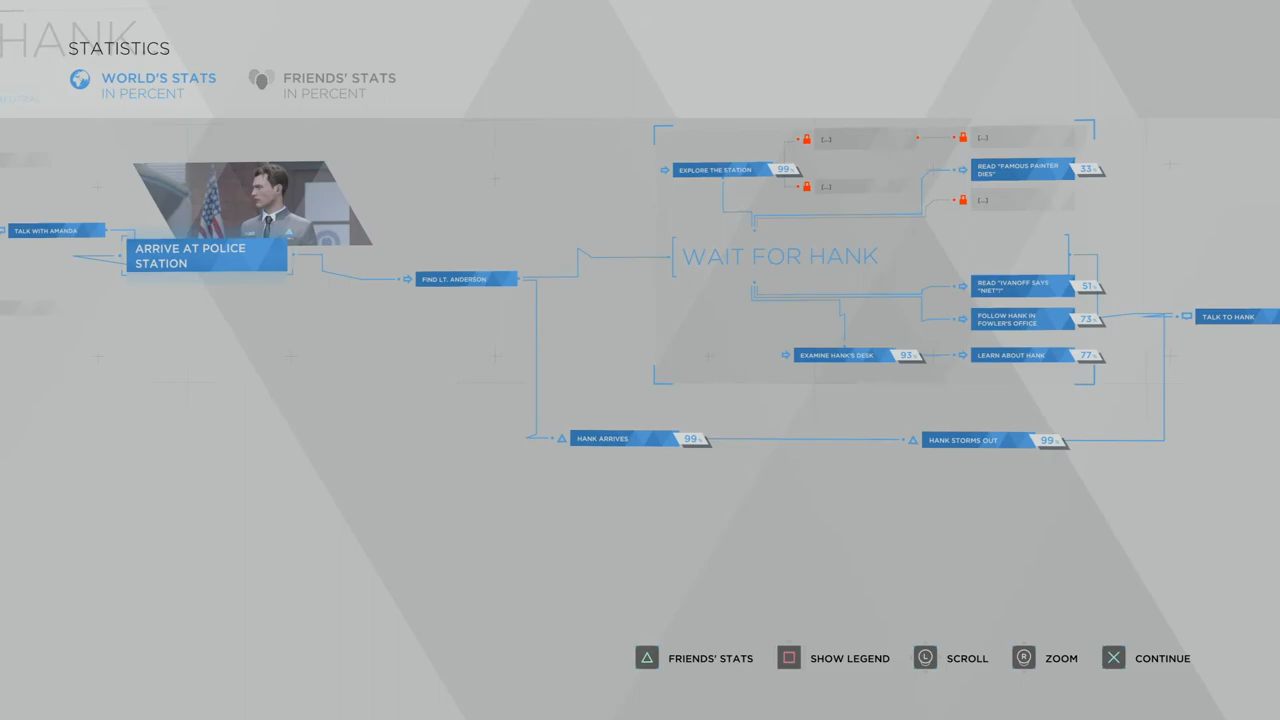 HANK
STATISTICS
WORLD'S STATS
IN PERCENT
FRIENDS' STATS
IN PERCENT
TALK WITH AMANDA
ARRIVE AT POLICE
STATION
FIND LT. ANDERSON
EXPLORE THE STATION
99%
[...]
[...]
[...]
[...]
READ "FAMOUS PAINTER
DIES"
33%
WAIT FOR HANK
READ "IVANOFF SAYS
"NIET"!"
51%
FOLLOW HANK IN
FOWLER'S OFFICE
73%
EXAMINE HANK'S DESK
93%
LEARN ABOUT HANK
77%
TALK TO HANK
HANK ARRIVES
99%
HANK STORMS OUT
99%
FRIENDS' STATS
SHOW LEGEND
L
SCROLL
R
ZOOM
CONTINUE